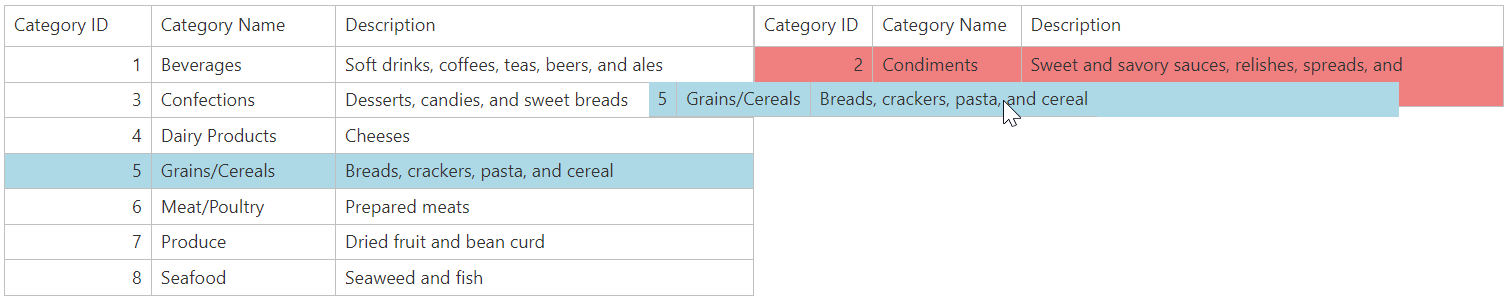 Category ID Category Name Description
1 Beverages Soft drinks, coffees, teas, beers, and ales
3 Confections Desserts, candies, and sweet breads
4 Dairy Products Cheeses
5 Grains/Cereals Breads, crackers, pasta, and cereal
6 Meat/Poultry Prepared meats
7 Produce Dried fruit and bean curd
8 Seafood Seaweed and fish
Category ID Category Name Description
2 Condiments Sweet and savory sauces, relishes, spreads, and
5 Grains/Cereals Breads, crackers, pasta, and cereal